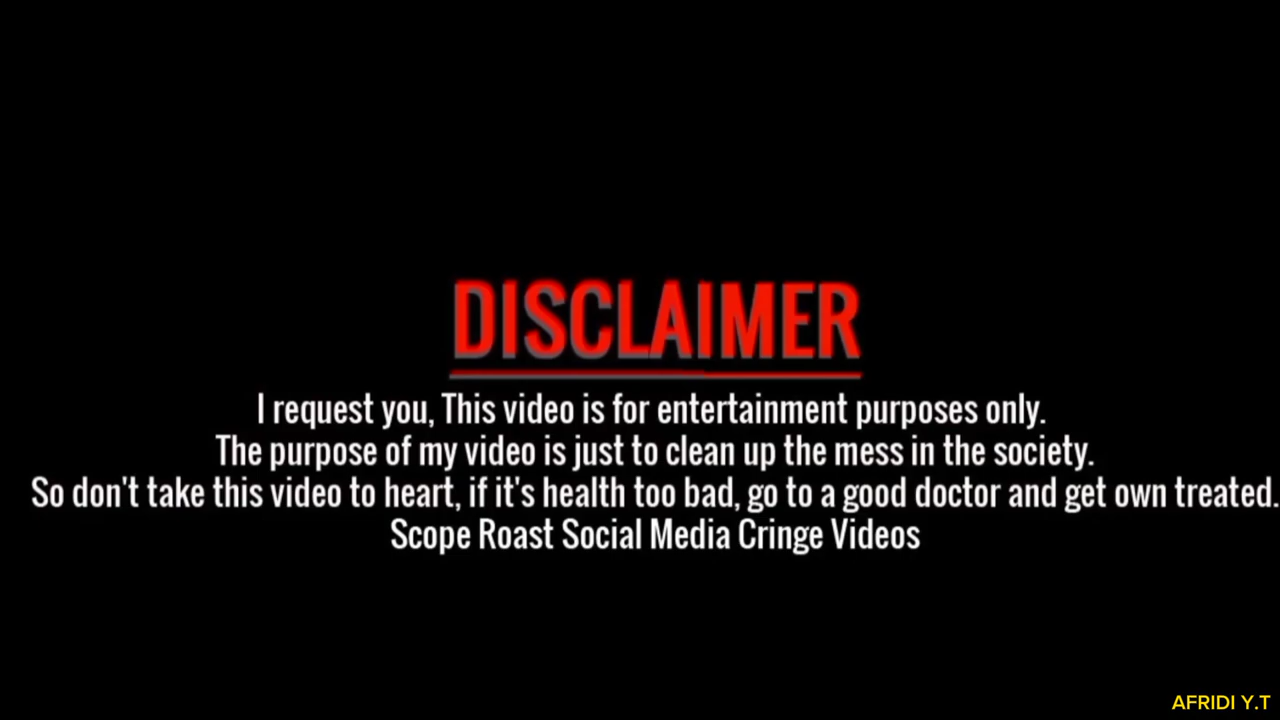 DISCLAIMER
I request you, This video is for entertainment purposes only.
The purpose of my video is just to clean up the mess in the society.
So don't take this video to heart, if it's health too bad, go to a good doctor and get own treated.
Scope Roast Social Media Cringe Videos
AFRIDI Y.T